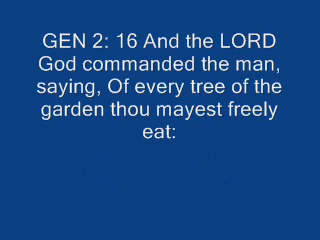 GEN 2: 16 And the LORD
God commanded the man,
saying, Of every tree of the
garden thou mayest freely
eat: